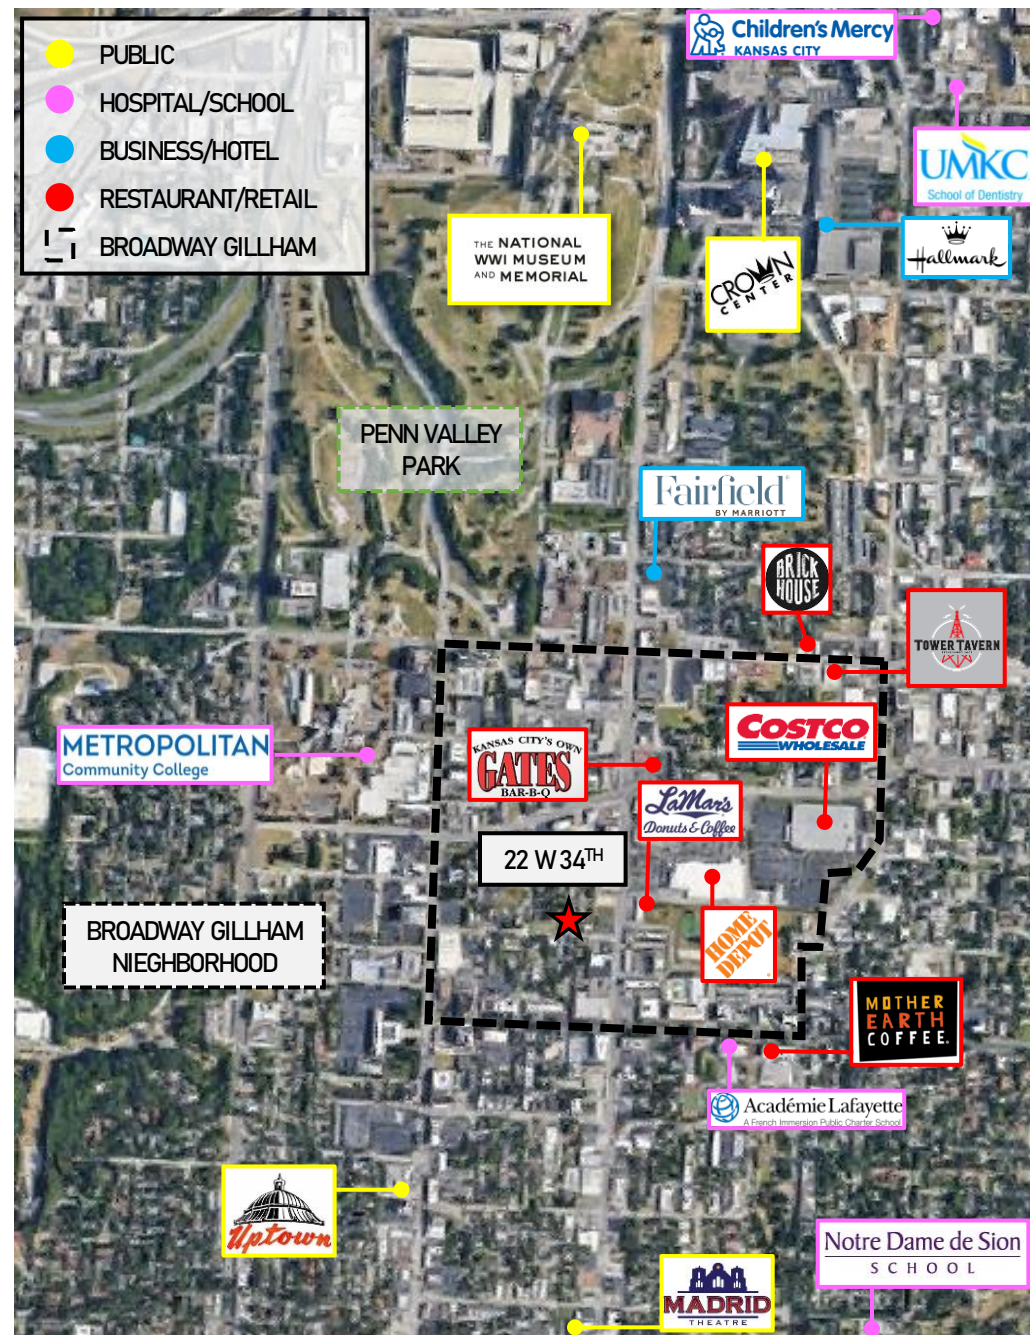 PUBLIC
HOSPITAL/SCHOOL
BUSINESS/HOTEL
RESTAURANT/RETAIL
BROADWAY GILLHAM
Children's Mercy
KANSAS CITY
UMKC
School of Dentistry
THE NATIONAL
WWI MUSEUM
AND MEMORIAL
CROWN
CENTER
Hallmark
PENN VALLEY
PARK
Fairfield
BY MARRIOTT
BRICK
HOUSE
TOWER TAVERN
METROPOLITAN
Community College
KANSAS CITY'S OWN
GATES
BAR-B-Q
COSTCO
WHOLESALE
LaMar's
Donuts & Coffee
22 W 34TH
BROADWAY GILLHAM
NIEGHBORHOOD
HOME
DEPOT
MOTHER
EARTH
COFFEE.
Académie Lafayette
A French Immersion Public Charter School
Uptown
Notre Dame de Sion
SCHOOL
MADRID
THEATRE